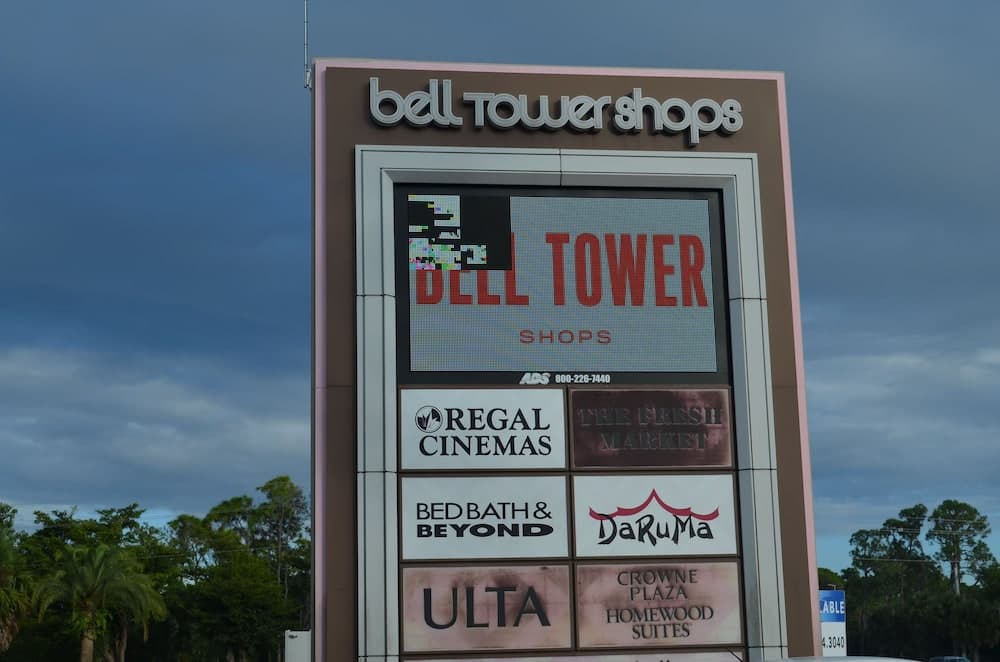 bell Tower shops
BELL TOWER
SHOPS
ADS 800-226-7440
REGAL
CINEMAS
THE FRESH
MARKET
BED BATH &
BEYOND
DaRuMa
ULTA
CROWNE
PLAZA
HOMEWOOD
SUITES
LABLE
4.3040